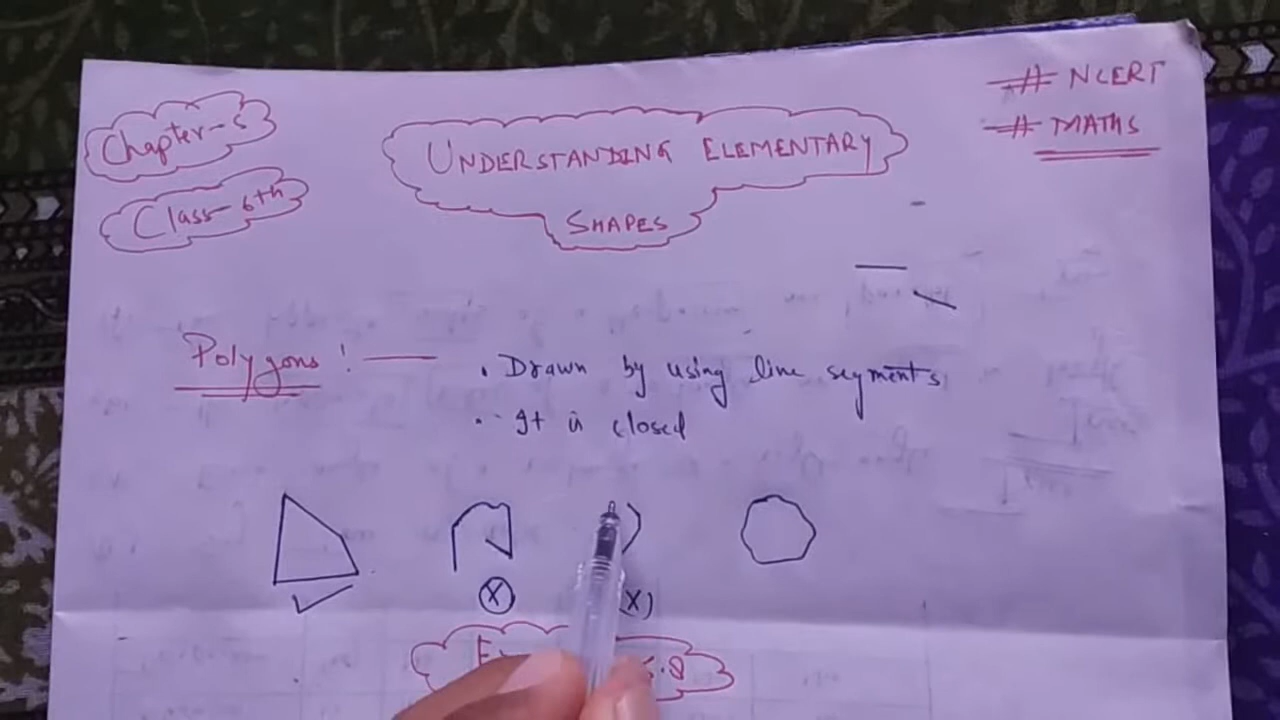 Chapter-5
Class-6th
UNDERSTANDING ELEMENTARY
SHAPES
# NCERT
# MATHS
Polygons :— • Drawn by using line segments
• It is closed
(X)
(X)